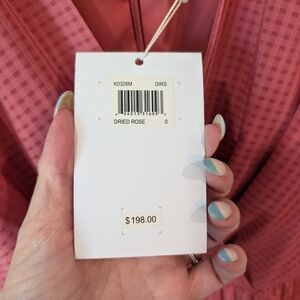 K0328M DIRS
DRIED ROSE 0
$198.00